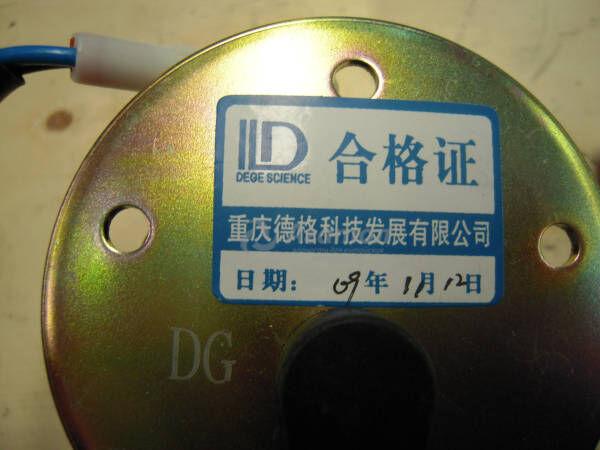 DEGE SCIENCE
合格证
重庆德格科技发展有限公司
日期: 09年11月12日
DG